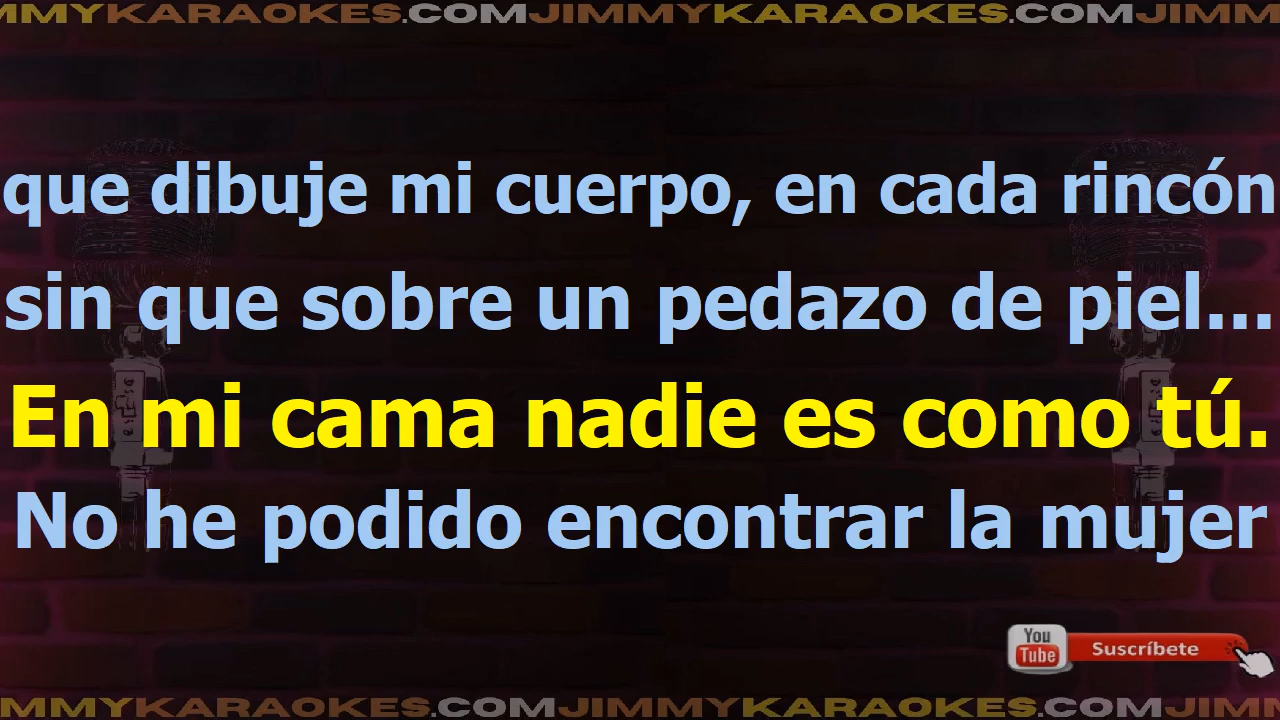 MMYKARAOKES.COMJIMMYKARAOKES.COMJIMM
que dibuje mi cuerpo, en cada rincón
sin que sobre un pedazo de piel...
En mi cama nadie es como tú.
No he podido encontrar la mujer
You
Tube
Suscríbete
MMYKARAOKES.COMJIMMYKARAOKES.COMJIMM